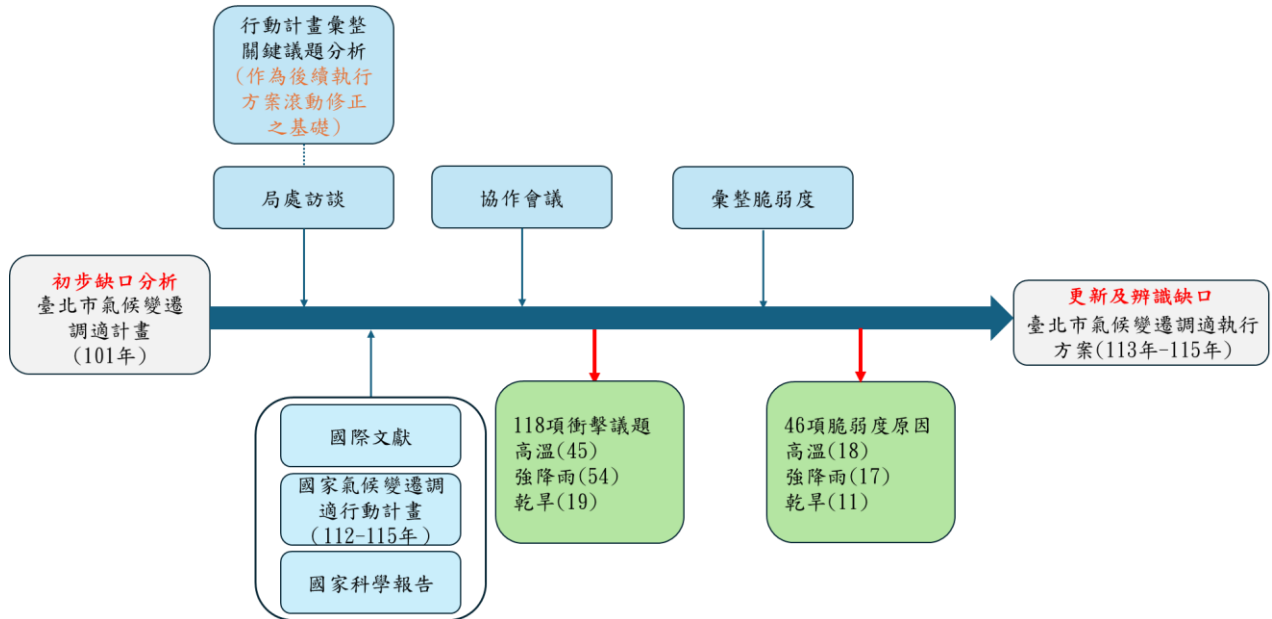 行動計畫彙整
關鍵議題分析
(作為後續執行
方案滾動修正
之基礎)
局處訪談
協作會議
彙整脆弱度
初步缺口分析
臺北市氣候變遷
調適計畫
(101年)
更新及辨識缺口
臺北市氣候變遷調適執行
方案(113年-115年)
國際文獻
國家氣候變遷調
適行動計畫
(112-115年)
國家科學報告
118項衝擊議題
高溫(45)
強降雨(54)
乾旱(19)
46項脆弱度原因
高溫(18)
強降雨(17)
乾旱(11)